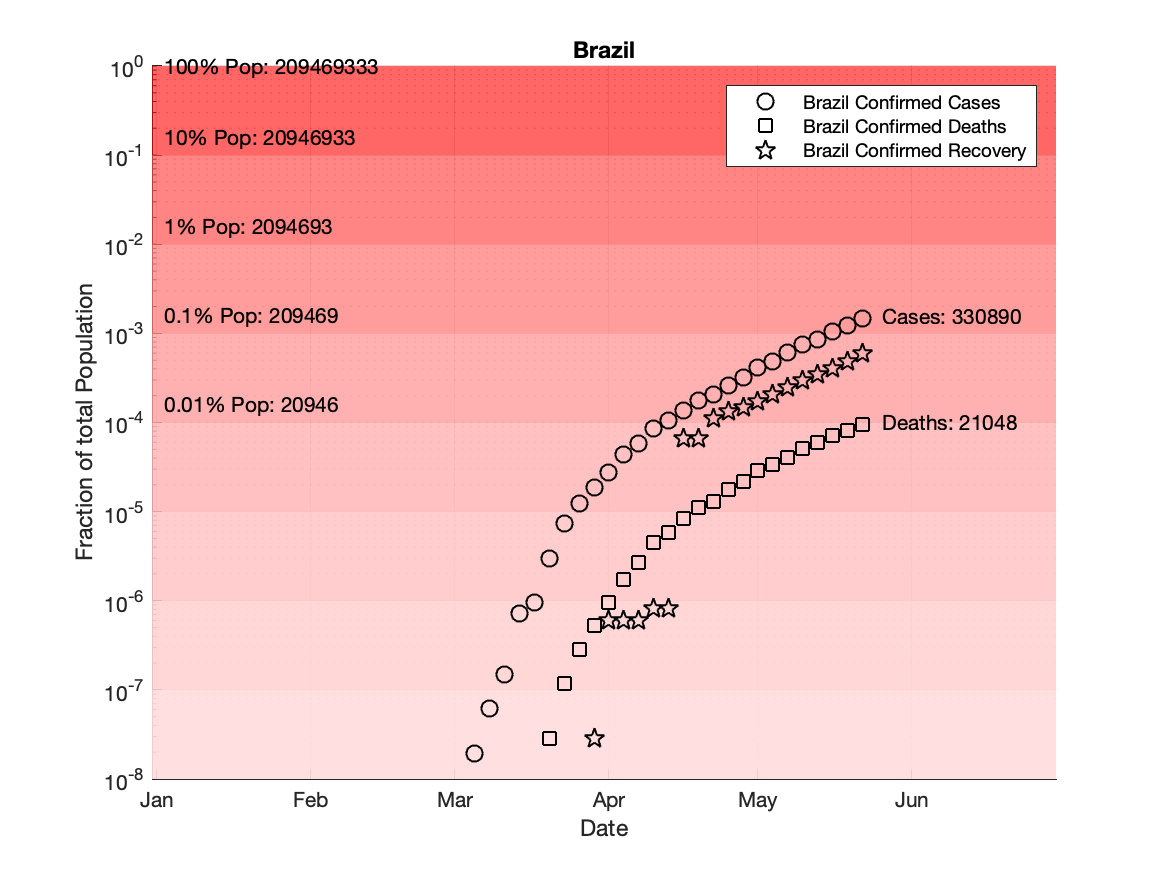 Brazil
10^0
100% Pop: 209469333
Brazil Confirmed Cases
Brazil Confirmed Deaths
Brazil Confirmed Recovery
10% Pop: 20946933
10^-1
1% Pop: 2094693
10^-2
0.1% Pop: 209469
Cases: 330890
10^-3
0.01% Pop: 20946
10^-4
Deaths: 21048
10^-5
10^-6
10^-7
10^-8
Fraction of total Population
Jan Feb Mar Apr May Jun
Date